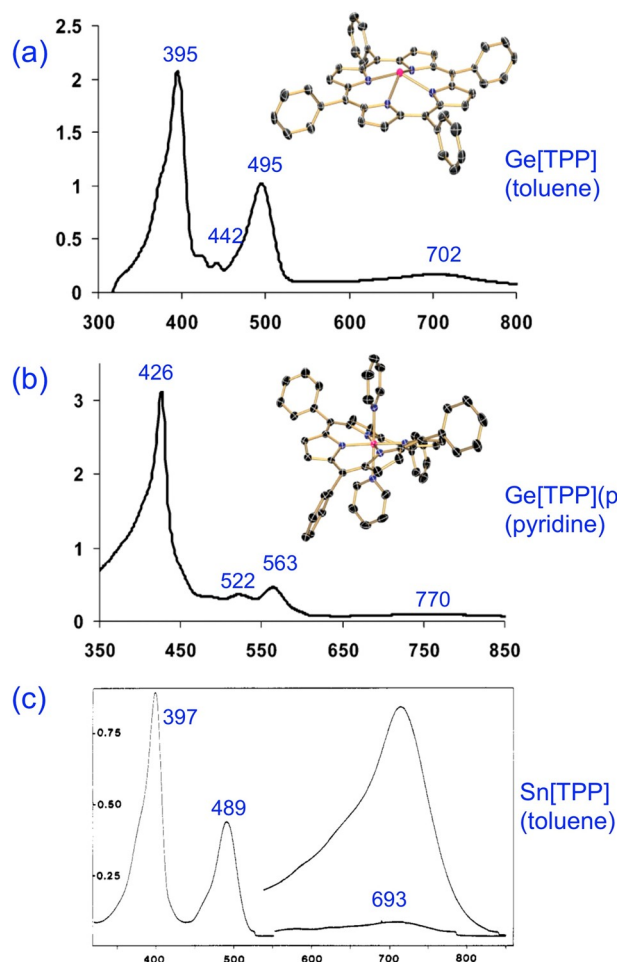 (a)
2.5
2
1.5
1
0.5
0
395
442
495
702
Ge[TPP]
(toluene)
300 400 500 600 700 800
(b)
3
2
1
0
426
522
563
770
Ge[TPP](p
(pyridine)
350 450 550 650 750 850
(c)
0.75
0.50
0.25
397
489
693
Sn[TPP]
(toluene)
400 500 600 700 800